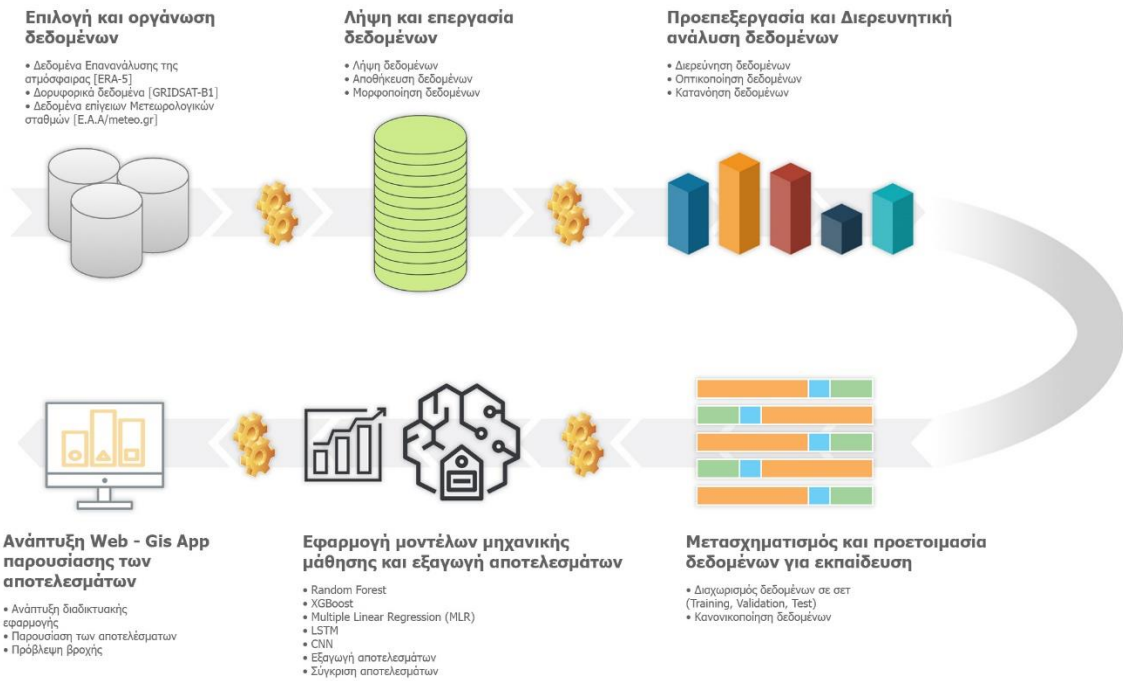 Επιλογή και οργάνωση
δεδομένων
• Δεδομένα Επανανάλυσης της
ατμόσφαιρας [ERA-5]
• Δορυφορικά δεδομένα [GRIDSAT-B1]
• Δεδομένα επίγειων Μετεωρολογικών
σταθμών [Ε.Α.Α/meteo.gr]
Λήψη και επεργασία
δεδομένων
• Λήψη δεδομένων
• Αποθήκευση δεδομένων
• Μορφοποίηση δεδομένων
Προεπεξεργασία και Διερευνητική
ανάλυση δεδομένων
• Διερεύνηση δεδομένων
• Οπτικοποίηση δεδομένων
• Κατανόηση δεδομένων
Ανάπτυξη Web - Gis App
παρουσίασης των
αποτελεσμάτων
• Ανάπτυξη διαδικτυακής
εφαρμογής
• Παρουσίαση των αποτελέσματων
• Πρόβλεψη βροχής
Εφαρμογή μοντέλων μηχανικής
μάθησης και εξαγωγή αποτελεσμάτων
• Random Forest
• XGBoost
• Multiple Linear Regression (MLR)
• LSTM
• CNN
• Εξαγωγή αποτελεσμάτων
• Σύγκριση αποτελεσμάτων
Μετασχηματισμός και προετοιμασία
δεδομένων για εκπαίδευση
• Διαχωρισμός δεδομένων σε σετ
(Training, Validation, Test)
• Κανονικοποίηση δεδομένων